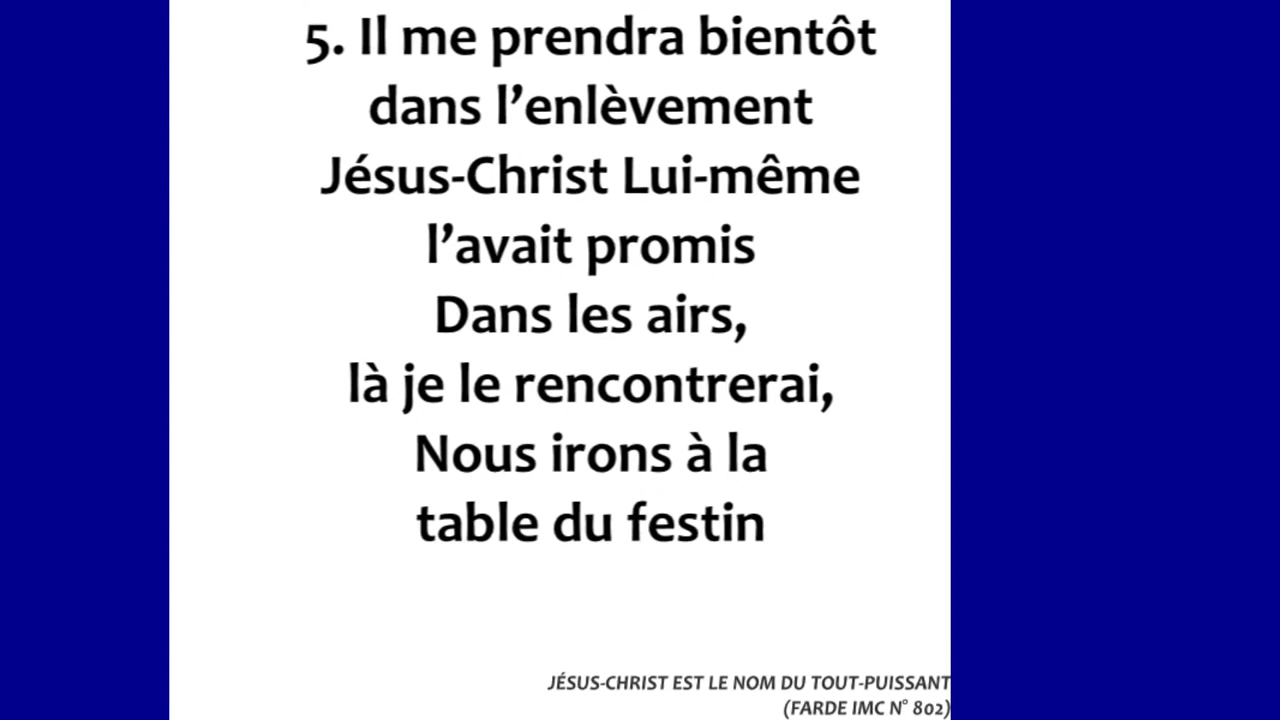 5. Il me prendra bientôt
dans l’enlèvement
Jésus-Christ Lui-même
l’avait promis
Dans les airs,
là je le rencontrerai,
Nous irons à la
table du festin
JÉSUS-CHRIST EST LE NOM DU TOUT-PUISSANT
(FARDE IMC N° 802)